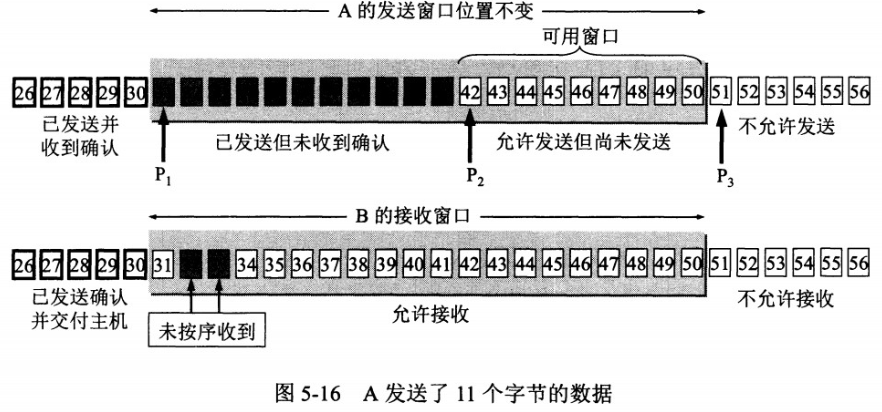 A 的发送窗口位置不变
可用窗口
26 27 28 29 30 42 43 44 45 46 47 48 49 50 51 52 53 54 55 56
已发送并
收到确认
已发送但未收到确认
允许发送但尚未发送
不允许发送
P1 P2 P3
B 的接收窗口
26 27 28 29 30 31 34 35 36 37 38 39 40 41 42 43 44 45 46 47 48 49 50 51 52 53 54 55 56
已发送确认
并交付主机
未按序收到
允许接收
不允许接收
图 5-16 A 发送了 11 个字节的数据